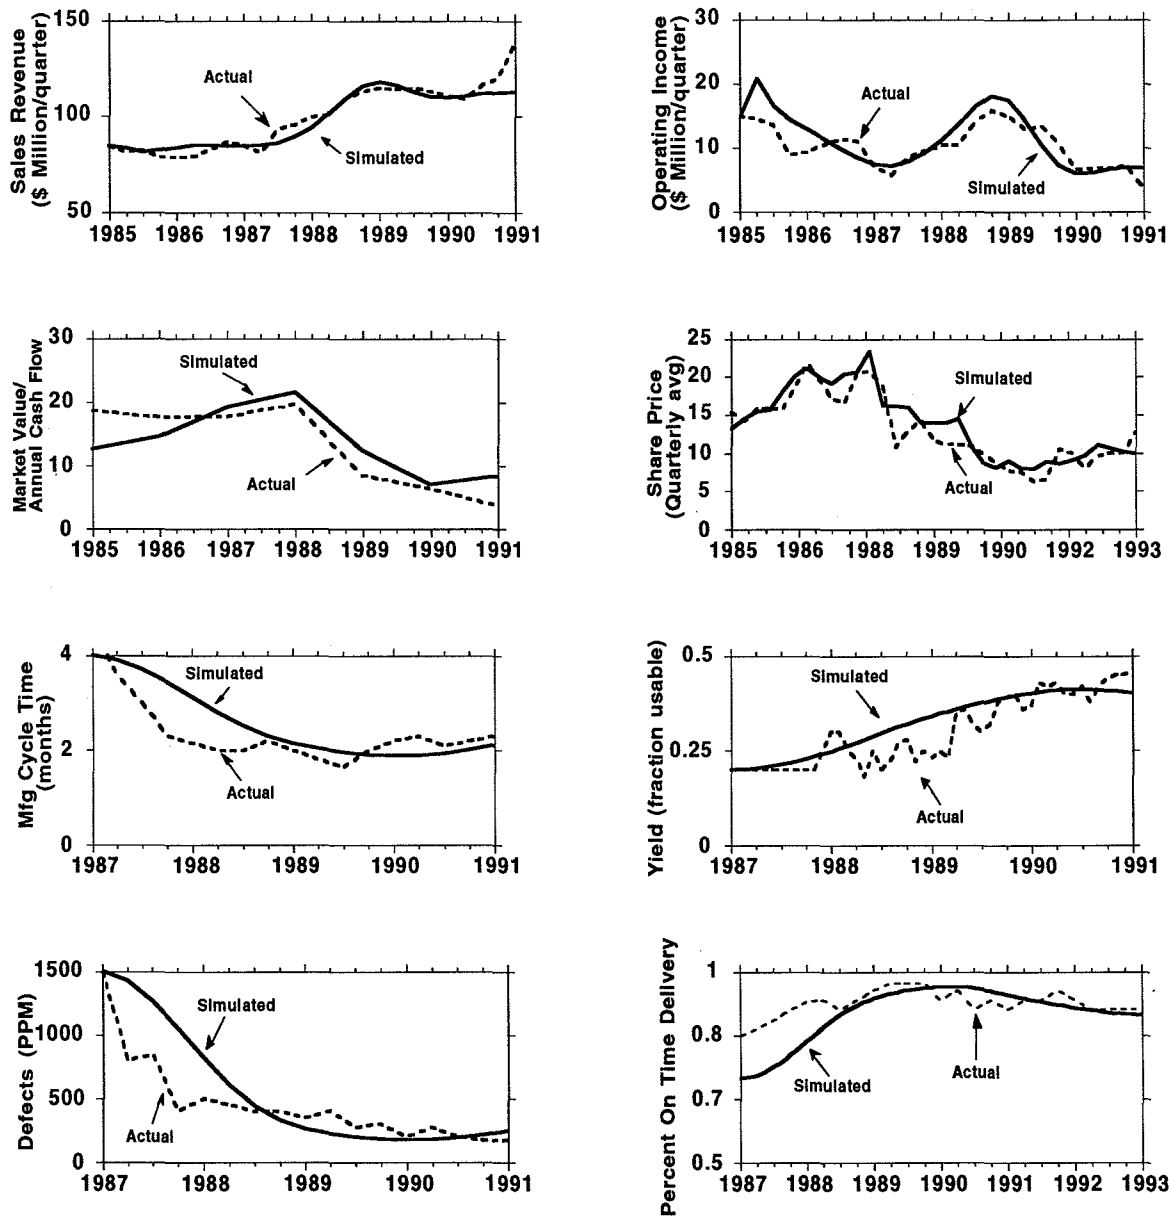 Sales Revenue
($ Million/quarter)
150
100
50
Actual
Simulated
1985 1986 1987 1988 1989 1990 1991
Operating Income
($ Million/quarter)
30
20
10
0
Actual
Simulated
1985 1986 1987 1988 1989 1990 1991
Market Value/
Annual Cash Flow
30
20
10
0
Simulated
Actual
1985 1986 1987 1988 1989 1990 1991
Share Price
(Quarterly avg)
25
20
15
10
5
0
Simulated
Actual
1985 1986 1988 1989 1990 1992 1993
Mfg Cycle Time
(months)
4
2
0
Simulated
Actual
1987 1988 1989 1990 1991
Yield (fraction usable)
0.5
0.25
0
Simulated
Actual
1987 1988 1989 1990 1991
Defects (PPM)
1500
1000
500
0
Simulated
Actual
1987 1988 1989 1990 1991
Percent On Time Delivery
1
0.8
0.7
0.5
Simulated
Actual
1987 1988 1989 1990 1991 1992 1993